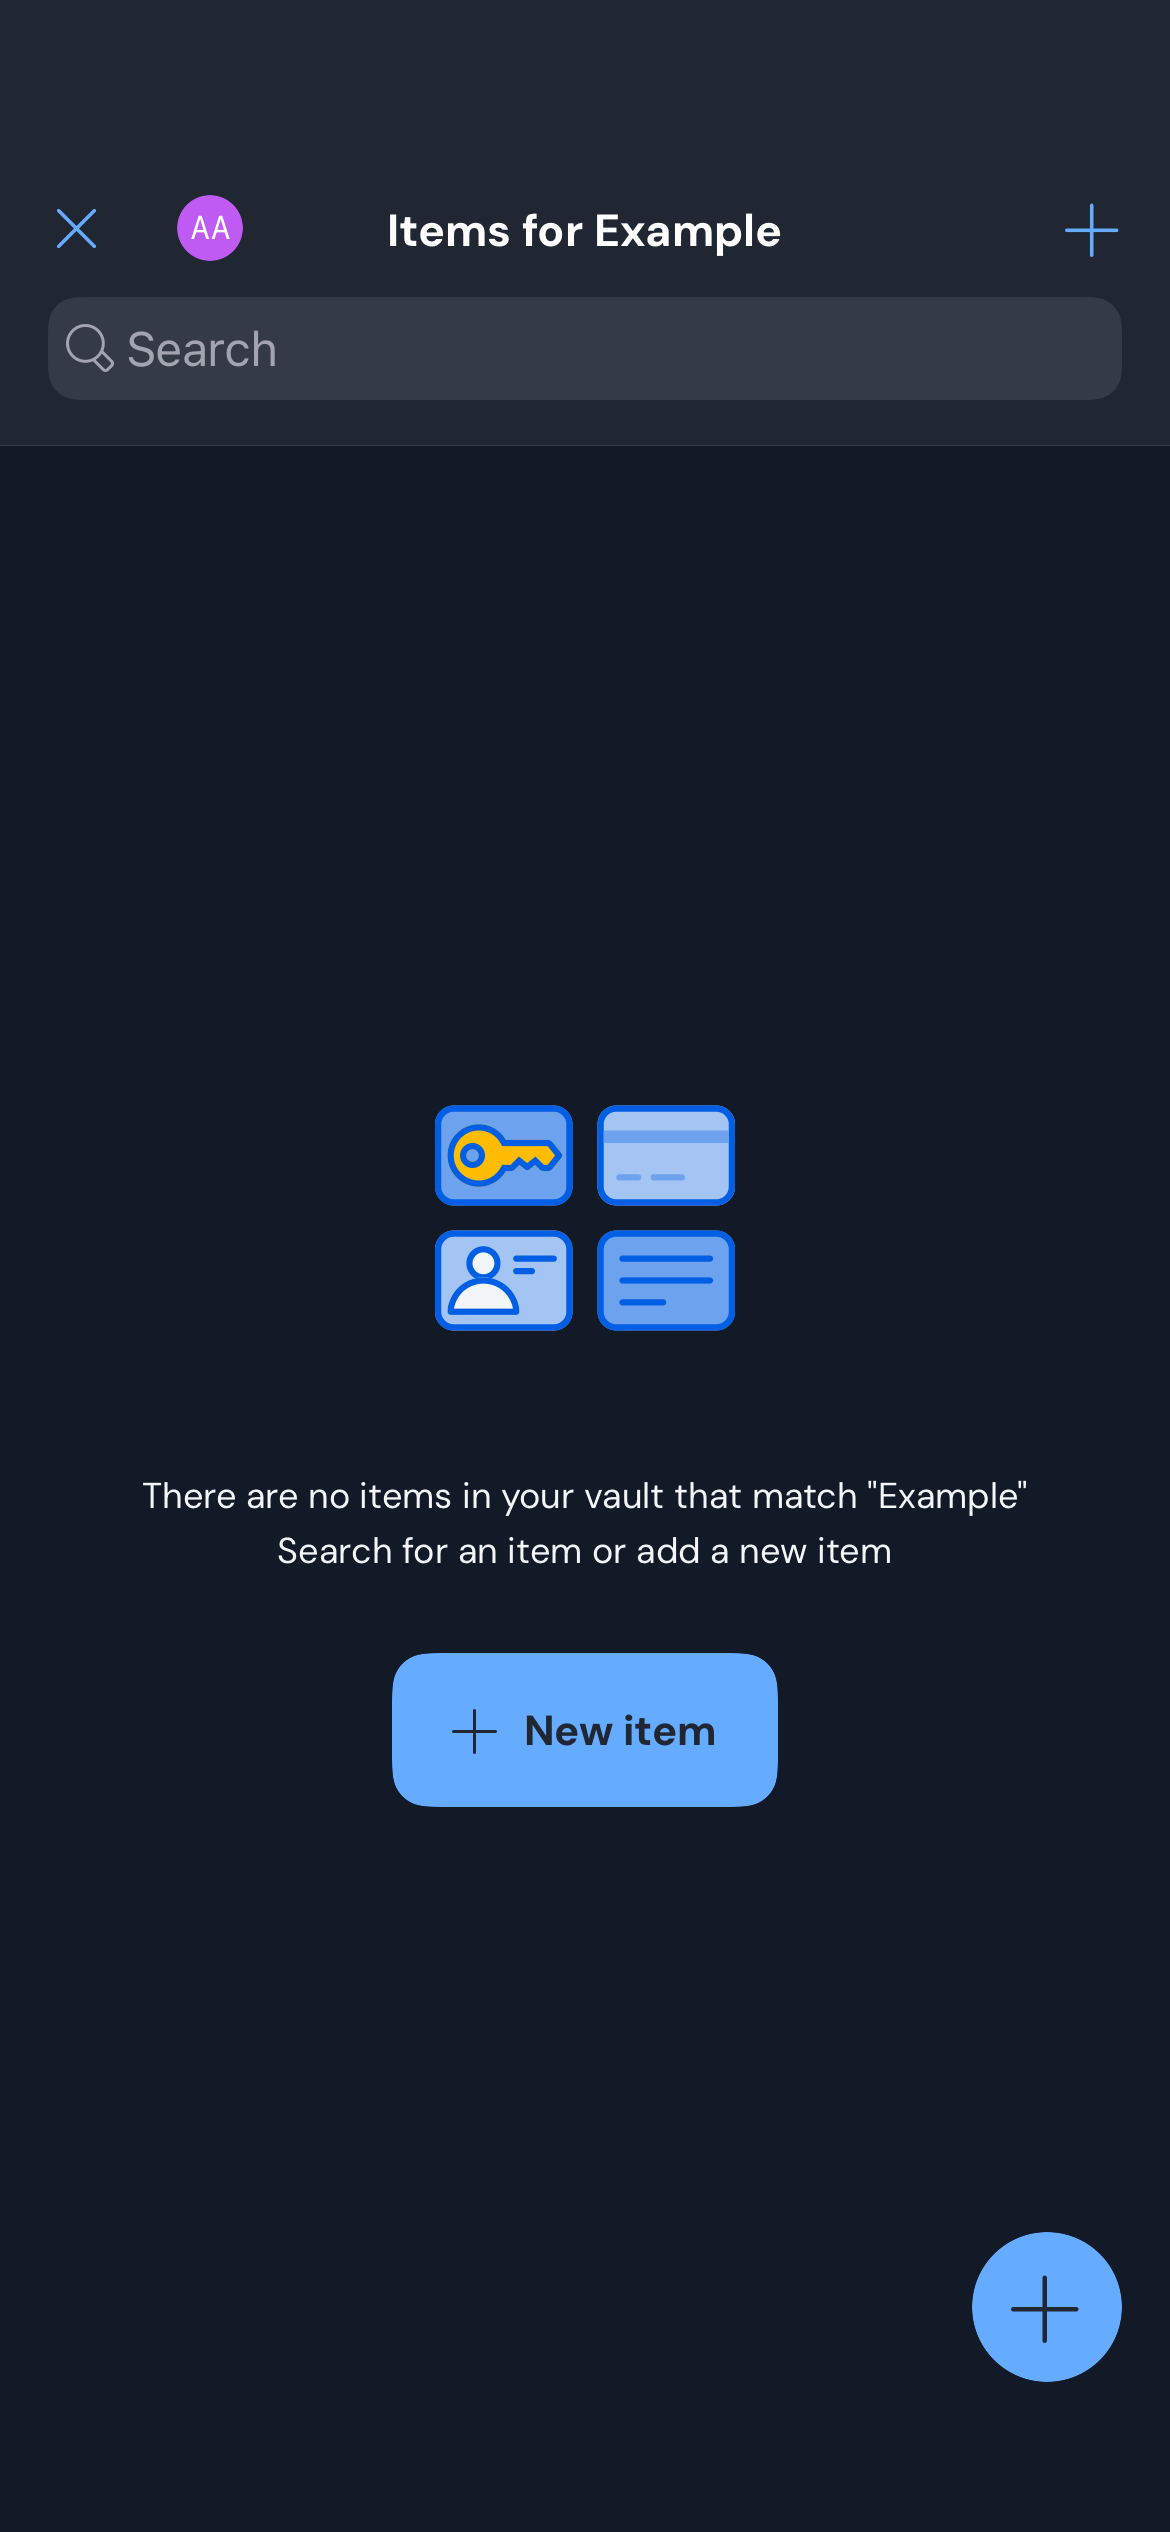 AA
Items for Example
Search
There are no items in your vault that match "Example"
Search for an item or add a new item
New item